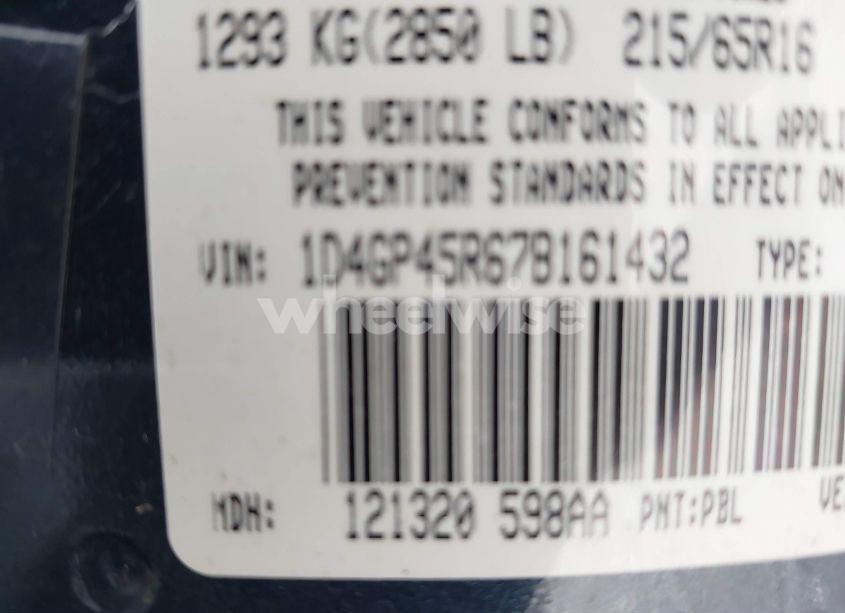 1293 KG(2850 LB) 215/65R16
THIS VEHICLE CONFORMS TO ALL APPLI
PREVENTION STANDARDS IN EFFECT ON
VIN: 1D4GP45R67B161432 TYPE:
wheelwise
MDH: 121320 598AA PNT:PBL VE